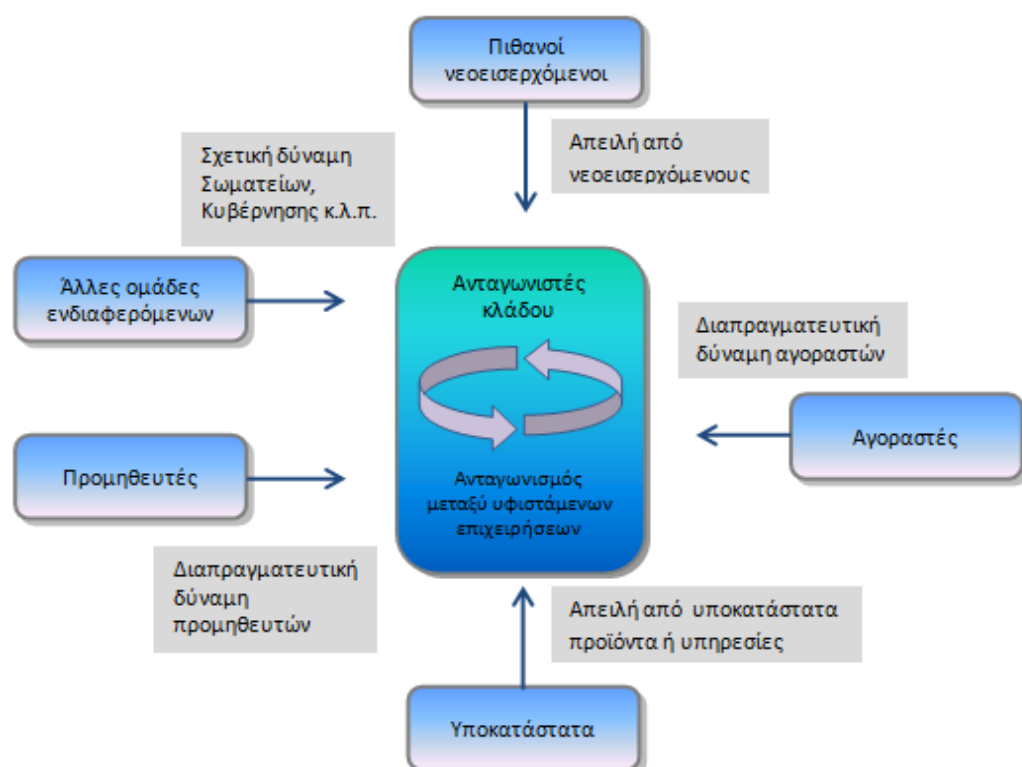 Πιθανοί
νεοεισερχόμενοι
Απειλή από
νεοεισερχόμενους
Σχετική δύναμη
Σωματείων,
Κυβέρνησης κ.λ.π.
Άλλες ομάδες
ενδιαφερόμενων
Ανταγωνιστές
κλάδου
Διαπραγματευτική
δύναμη αγοραστών
Αγοραστές
Προμηθευτές
Ανταγωνισμός
μεταξύ υφιστάμενων
επιχειρήσεων
Διαπραγματευτική
δύναμη
προμηθευτών
Απειλή από υποκατάστατα
προϊόντα ή υπηρεσίες
Υποκατάστατα